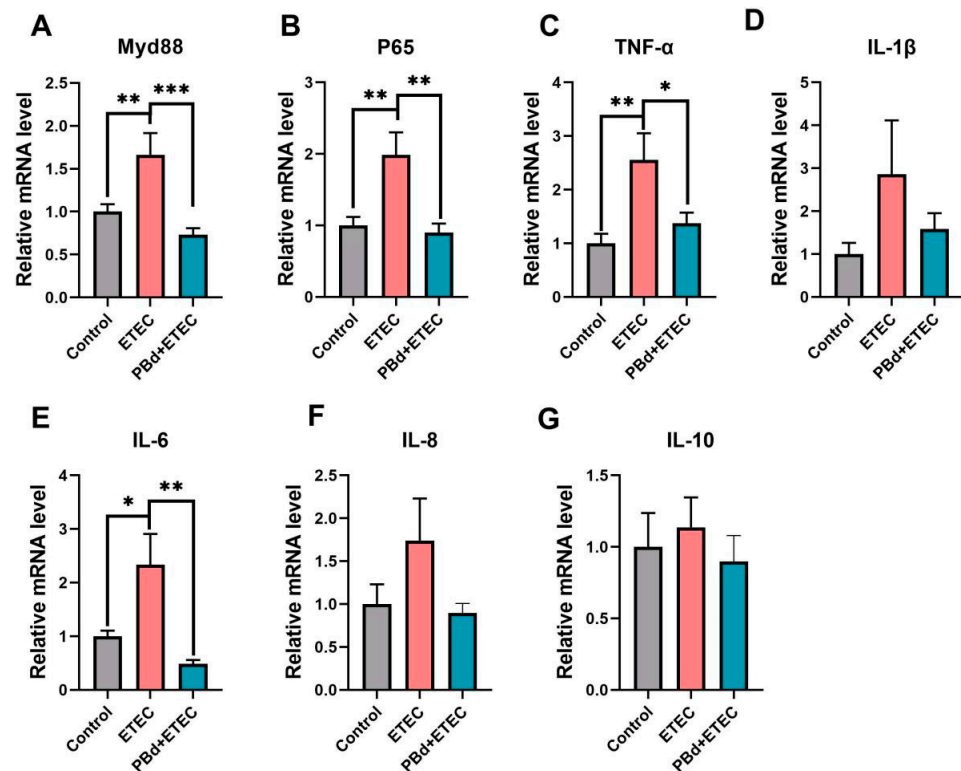 A
Myd88
Relative mRNA level
2.5
2.0
1.5
1.0
0.5
0.0
**
***
Control
ETEC
PBd+ETEC
B
P65
Relative mRNA level
3
2
1
0
**
**
Control
ETEC
PBd+ETEC
C
TNF-α
Relative mRNA level
4
3
2
1
0
**
*
Control
ETEC
PBd+ETEC
D
IL-1β
Relative mRNA level
5
4
3
2
1
0
Control
ETEC
PBd+ETEC
E
IL-6
Relative mRNA level
4
3
2
1
0
*
**
Control
ETEC
PBd+ETEC
F
IL-8
Relative mRNA level
2.5
2.0
1.5
1.0
0.5
0.0
Control
ETEC
PBd+ETEC
G
IL-10
Relative mRNA level
1.5
1.0
0.5
0.0
Control
ETEC
PBd+ETEC